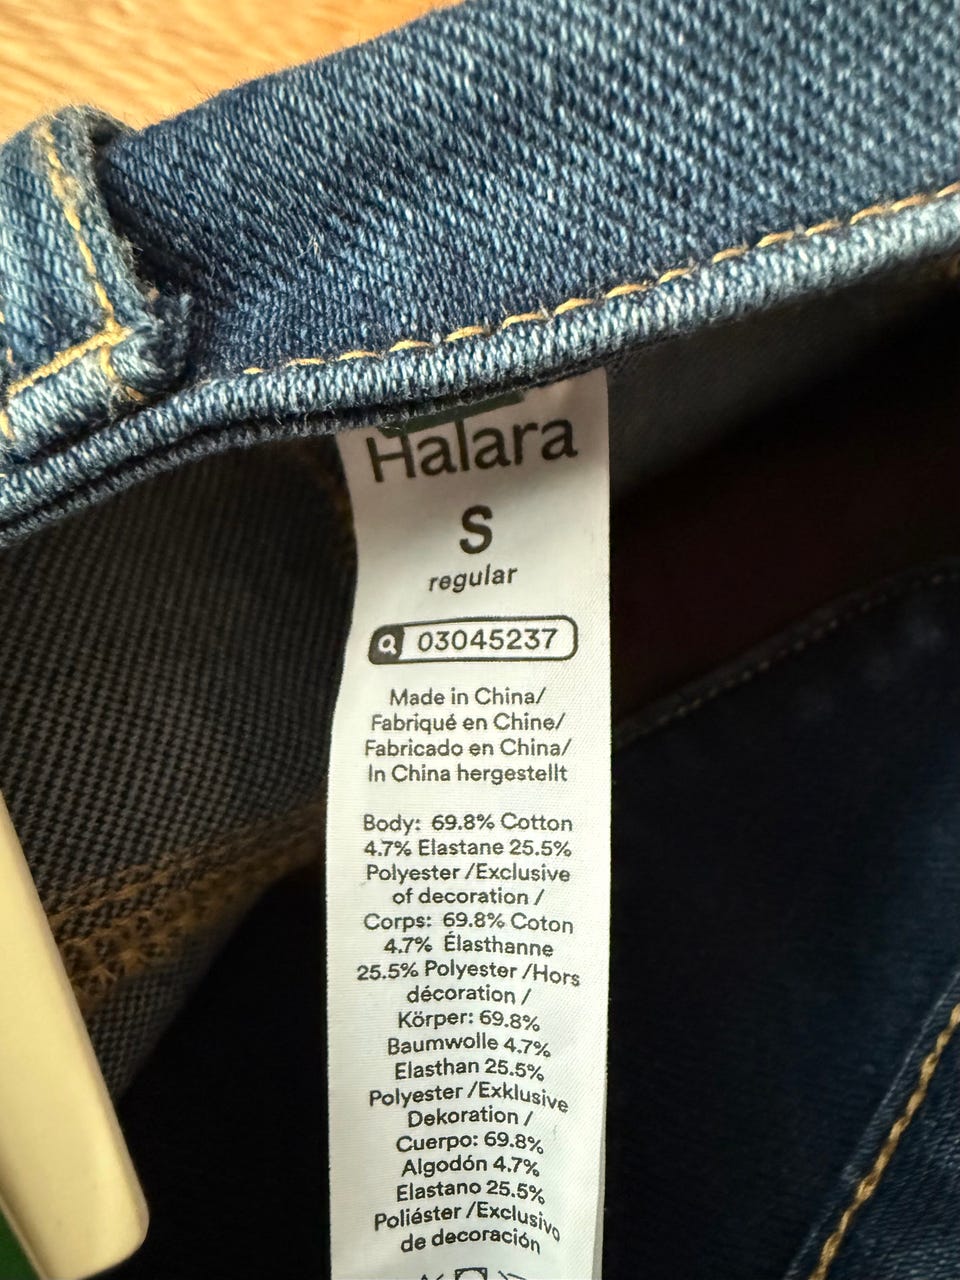 Halara
S
regular
03045237
Made in China/
Fabriqué en Chine/
Fabricado en China/
In China hergestellt
Body: 69.8% Cotton
4.7% Elastane 25.5%
Polyester /Exclusive
of decoration /
Corps: 69.8% Coton
4.7% Élasthanne
25.5% Polyester /Hors
décoration /
Körper: 69.8%
Baumwolle 4.7%
Elasthan 25.5%
Polyester /Exklusive
Dekoration /
Cuerpo: 69.8%
Algodón 4.7%
Elastano 25.5%
Poliéster /Exclusivo
de decoración